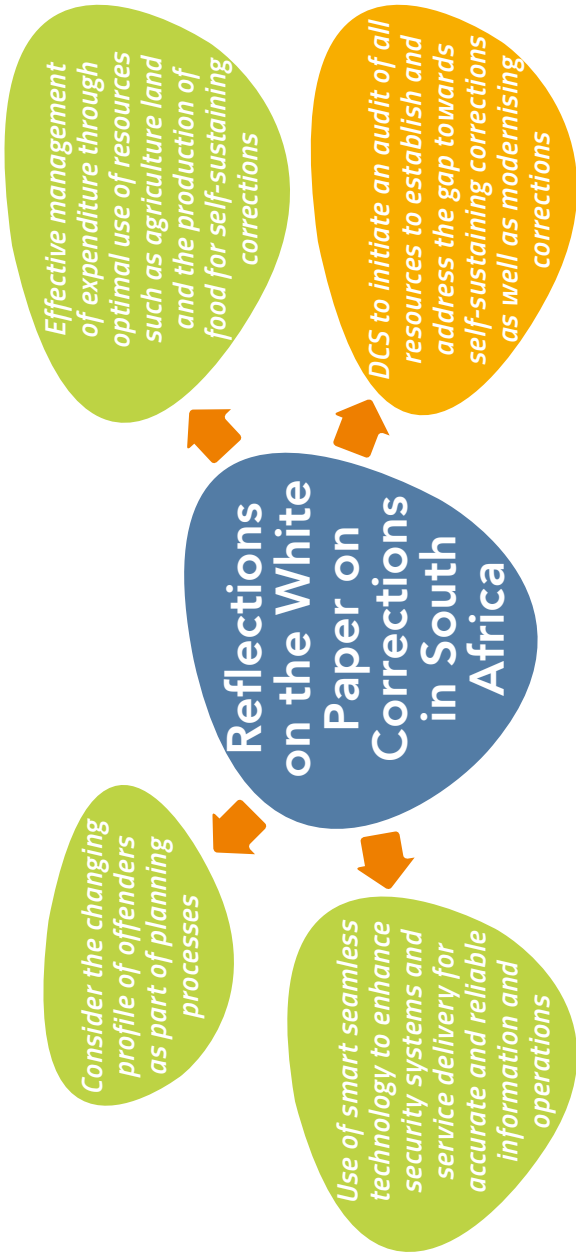 Reflections
on the White
Paper on
Corrections
in South
Africa
Consider the changing
profile of offenders
as part of planning
processes
Effective management
of expenditure through
optimal use of resources
such as agriculture land
and the production of
food for self-sustaining
corrections
Use of smart seamless
technology to enhance
security systems and
service delivery for
accurate and reliable
information and
operations
DCS to initiate an audit of all
resources to establish and
address the gap towards
self-sustaining corrections
as well as modernising
corrections